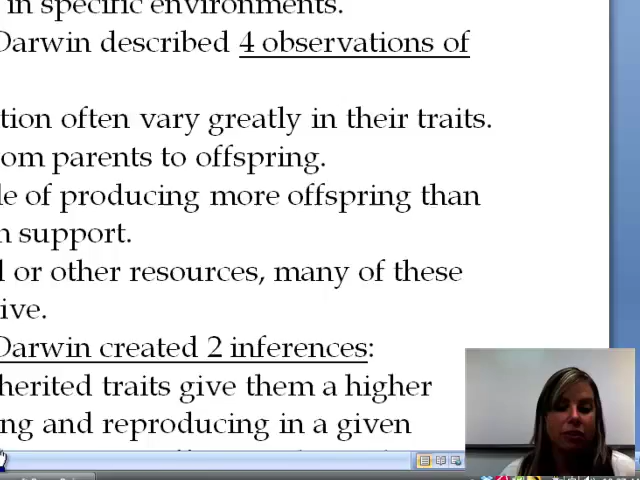 in specific environments.
Darwin described 4 observations of
tion often vary greatly in their traits.
om parents to offspring.
le of producing more offspring than
n support.
l or other resources, many of these
ive.
Darwin created 2 inferences:
herited traits give them a higher
ng and reproducing in a given